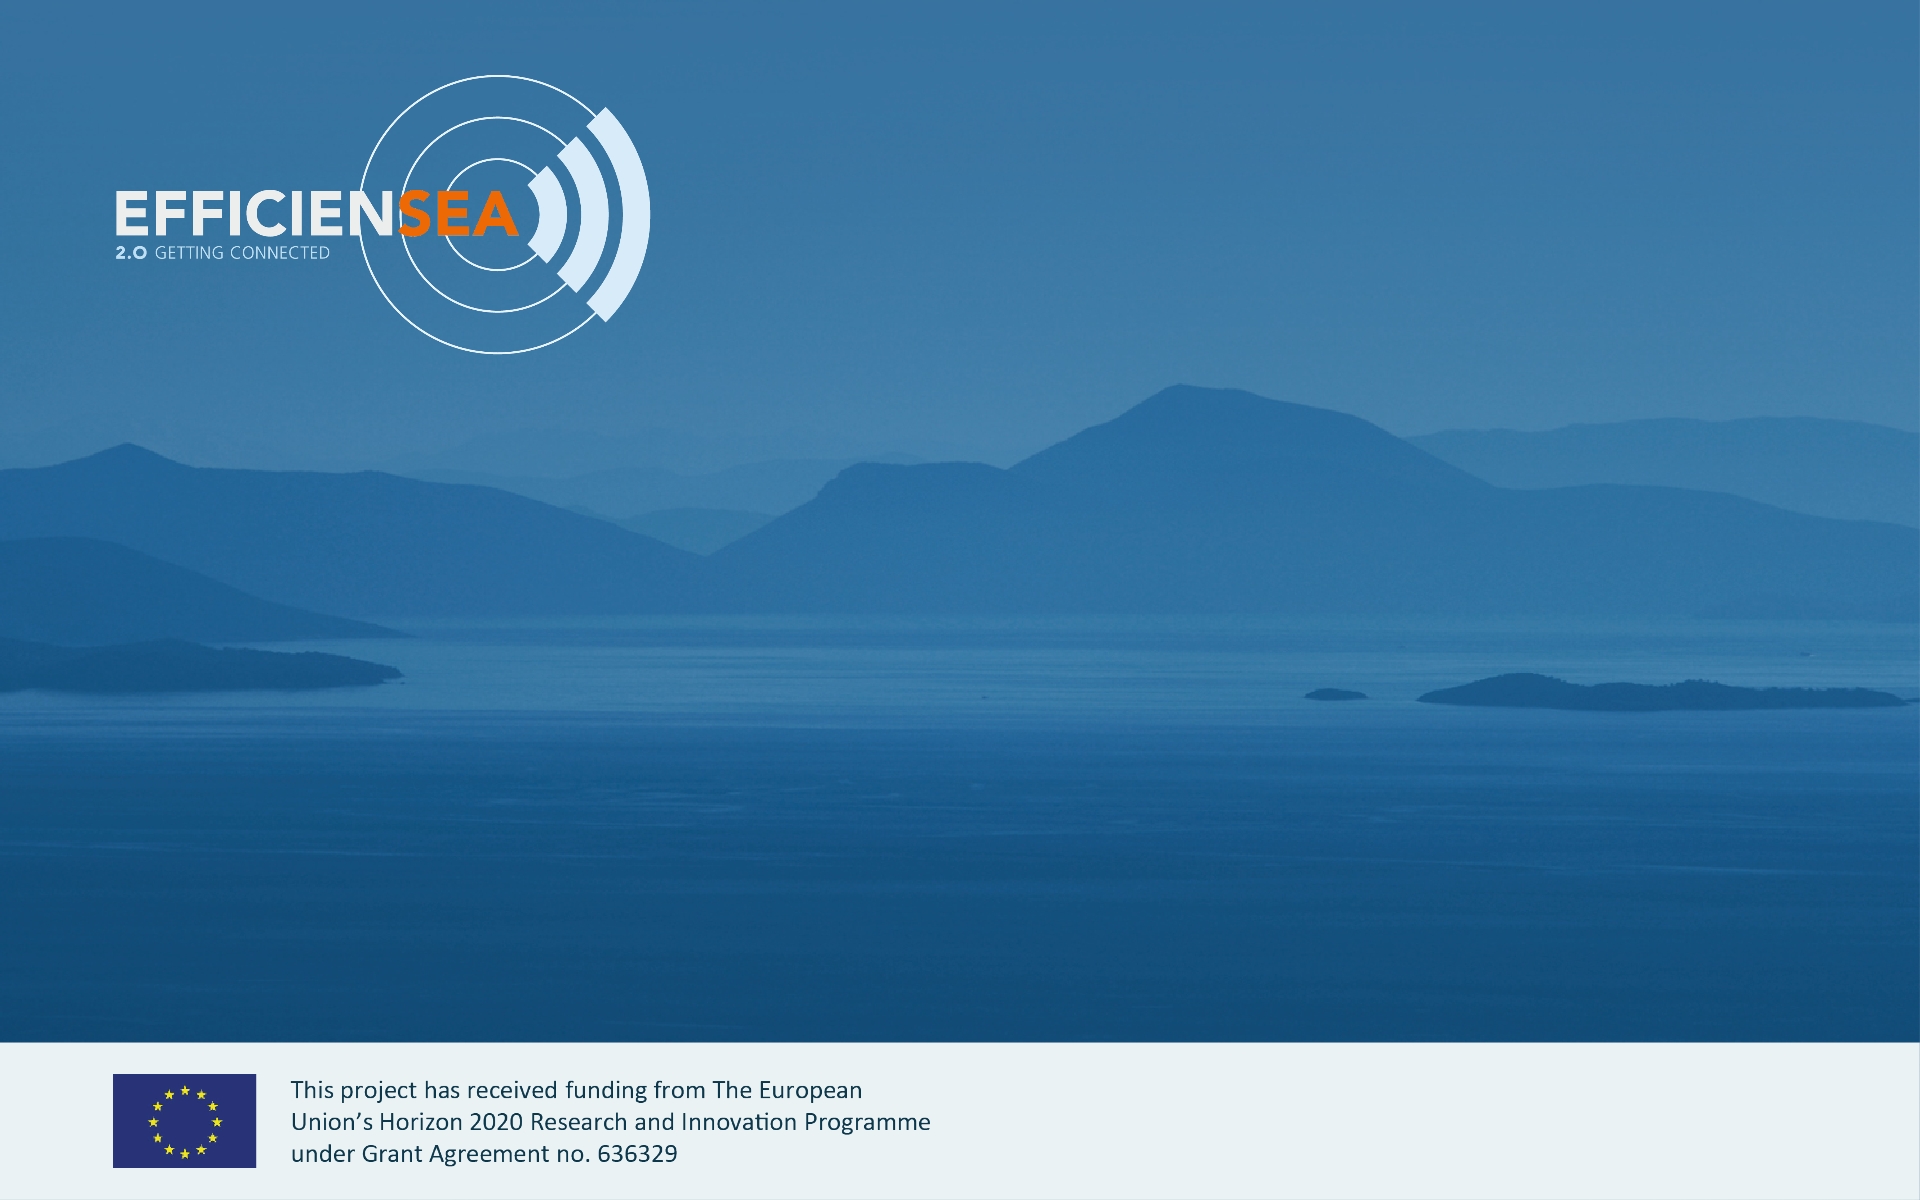 EFFICIENSEA
2.0 GETTING CONNECTED
This project has received funding from The European
Union’s Horizon 2020 Research and Innovation Programme
under Grant Agreement no. 636329